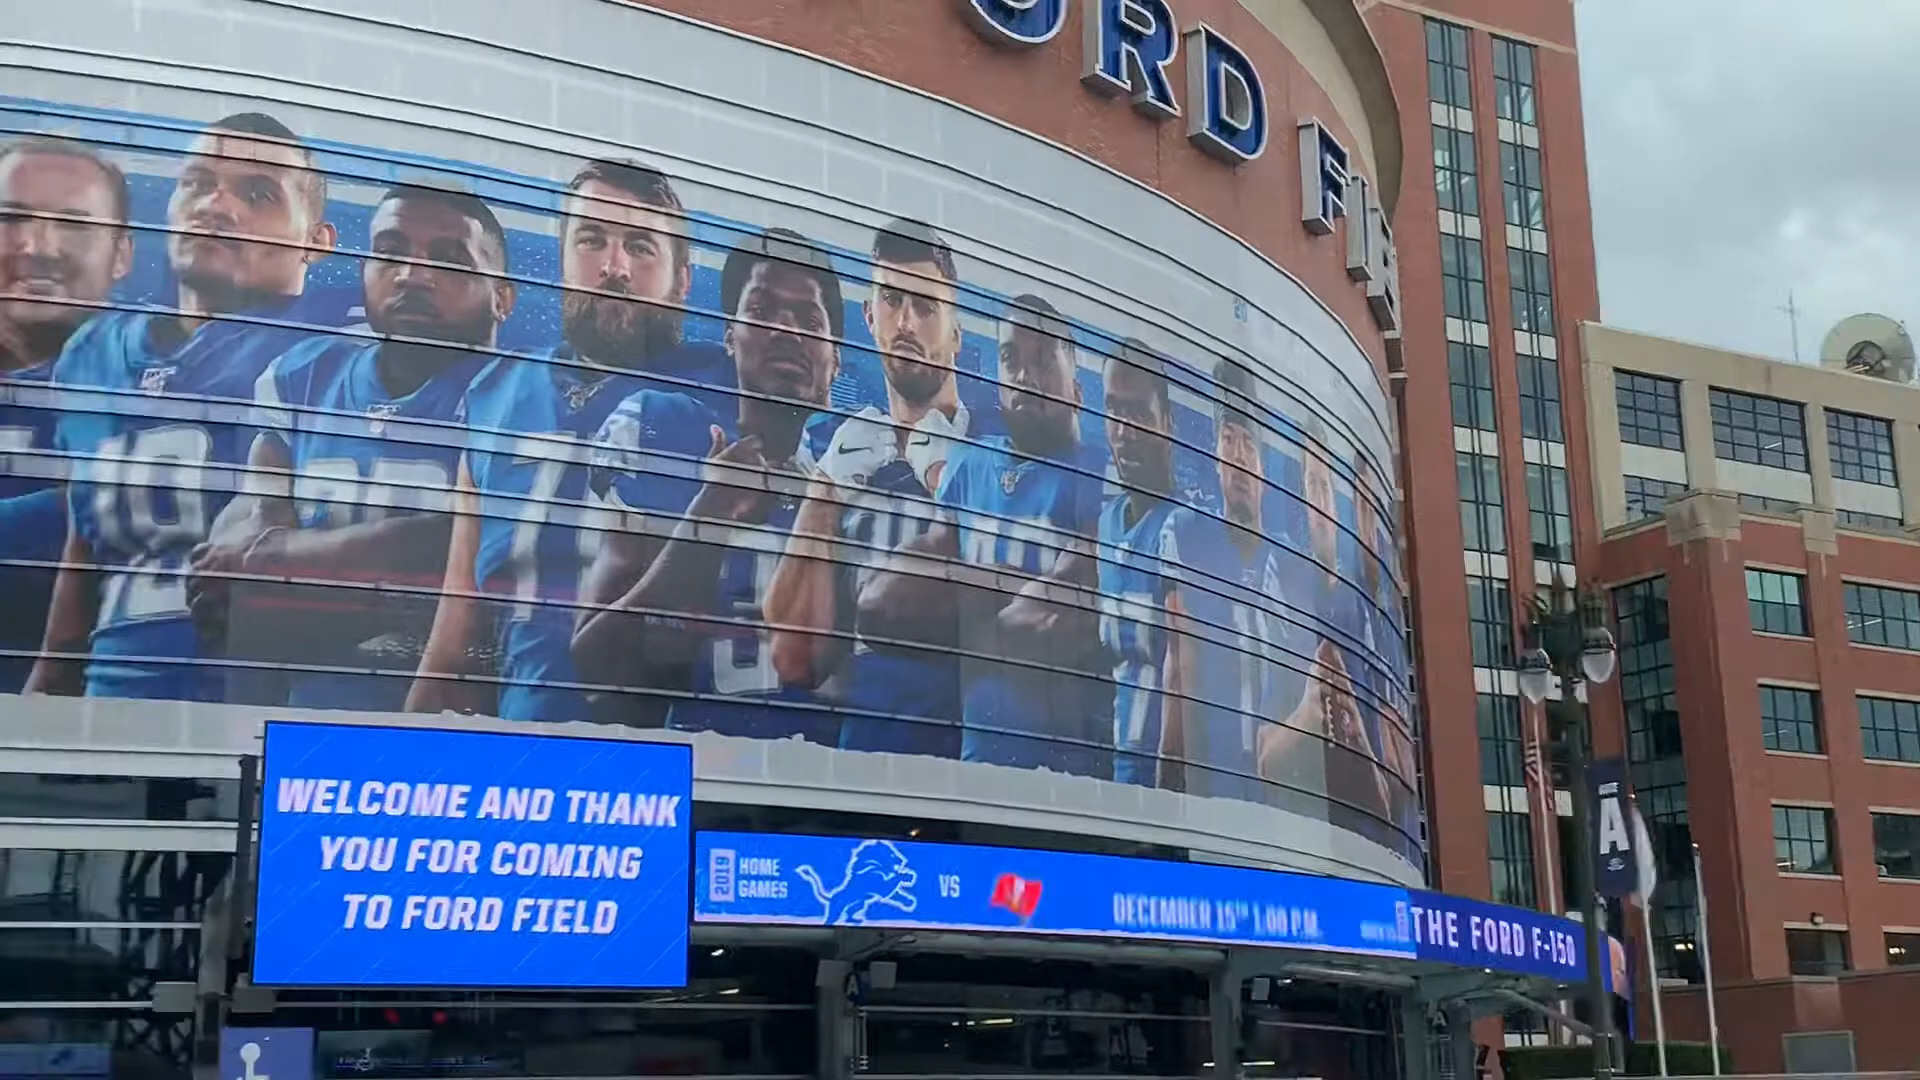 ORD FIE
WELCOME AND THANK
YOU FOR COMING
TO FORD FIELD
2019
HOME
GAMES
VS
DECEMBER 15TH 1:00 P.M.
THE FORD F-150
A